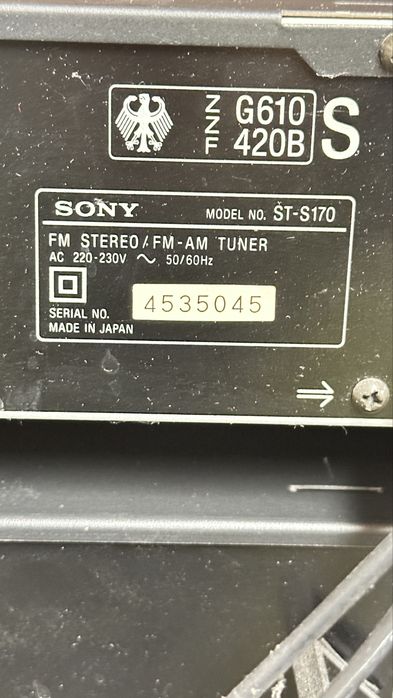 ZZF G610 420B S
SONY MODEL NO. ST-S170
FM STEREO/FM-AM TUNER
AC 220-230V ~ 50/60Hz
SERIAL NO. 4535045
MADE IN JAPAN